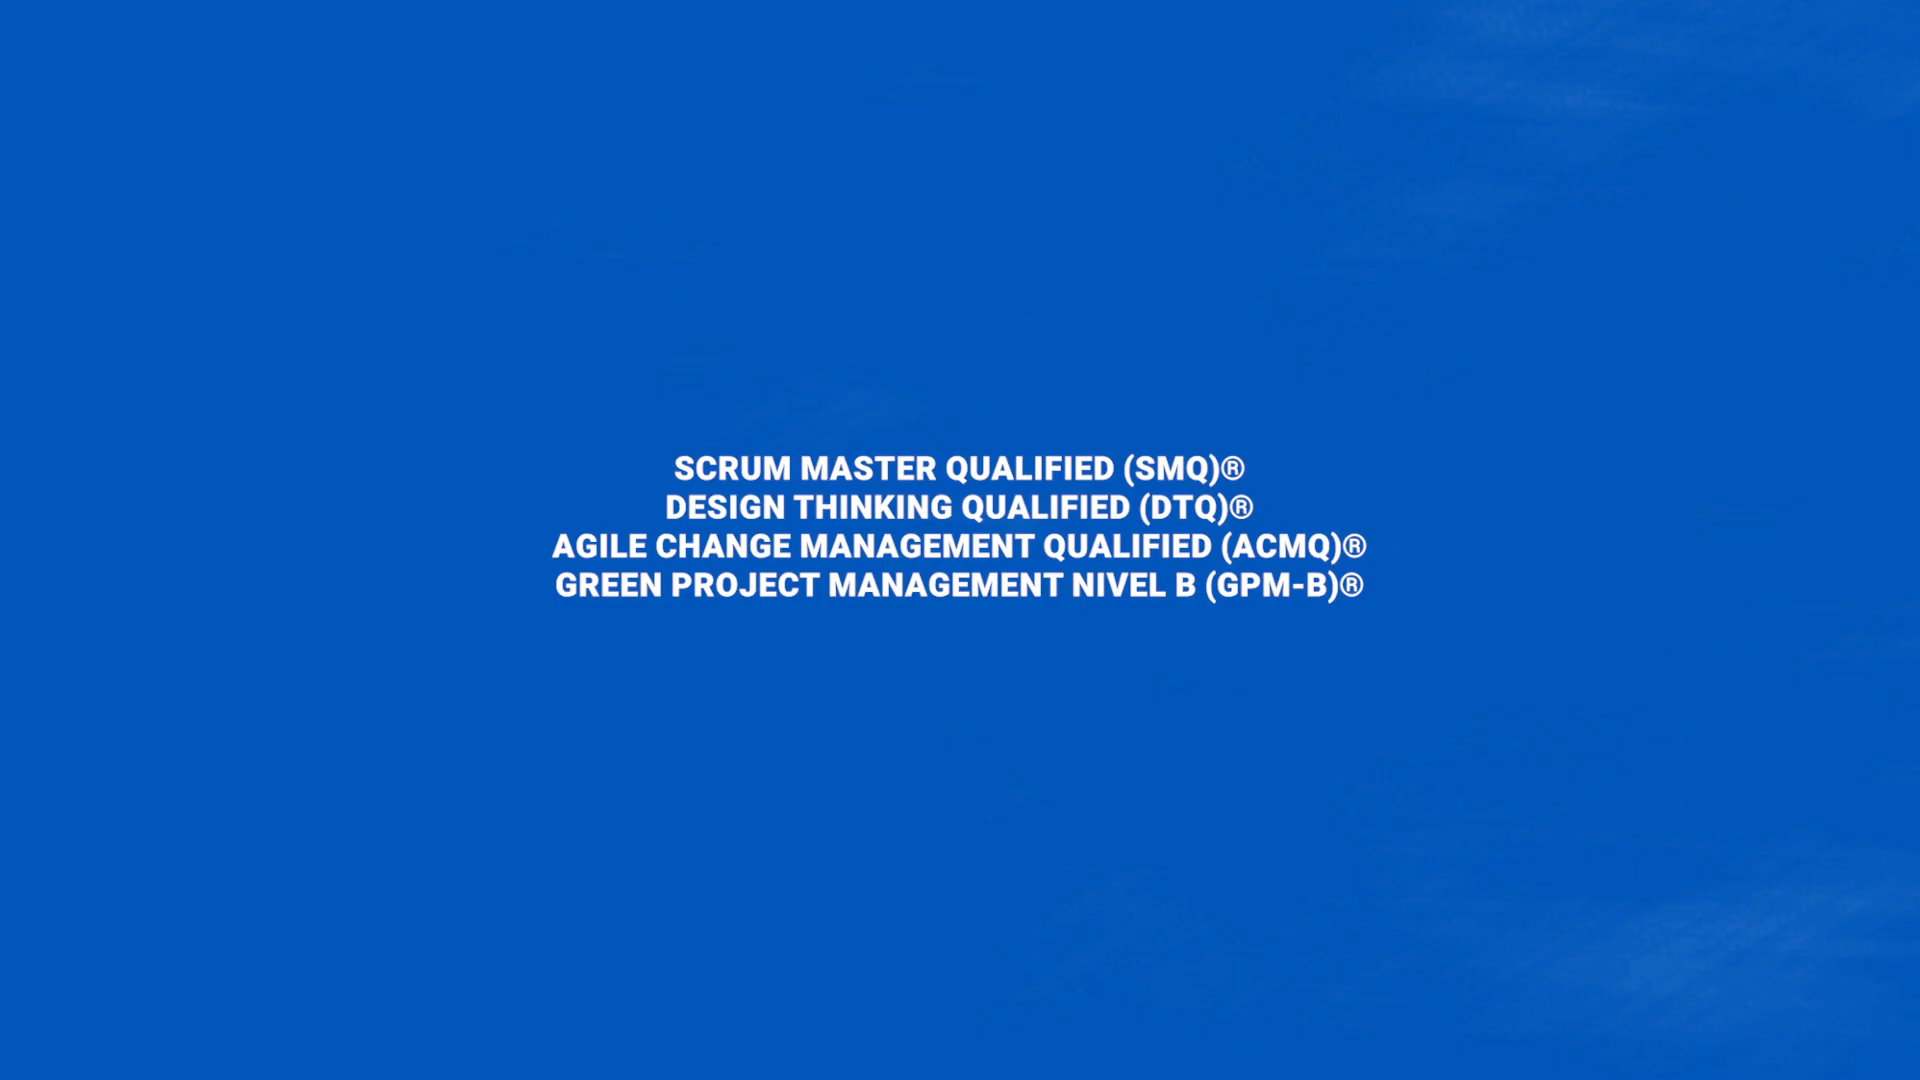 SCRUM MASTER QUALIFIED (SMQ)®
DESIGN THINKING QUALIFIED (DTQ)®
AGILE CHANGE MANAGEMENT QUALIFIED (ACMQ)®
GREEN PROJECT MANAGEMENT NIVEL B (GPM-B)®